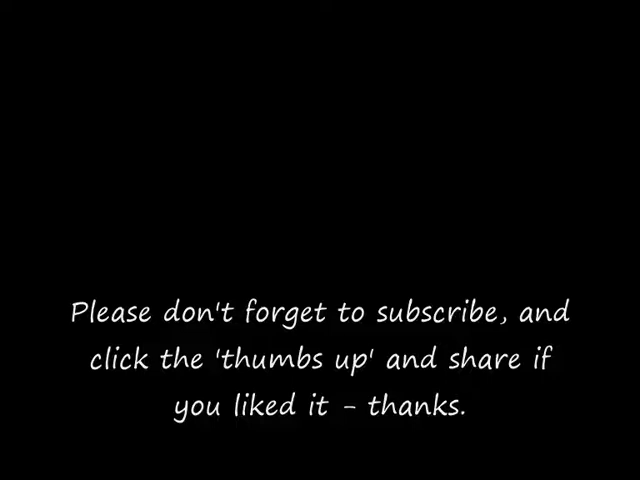 Please don't forget to subscribe, and
click the 'thumbs up' and share if
you liked it - thanks.